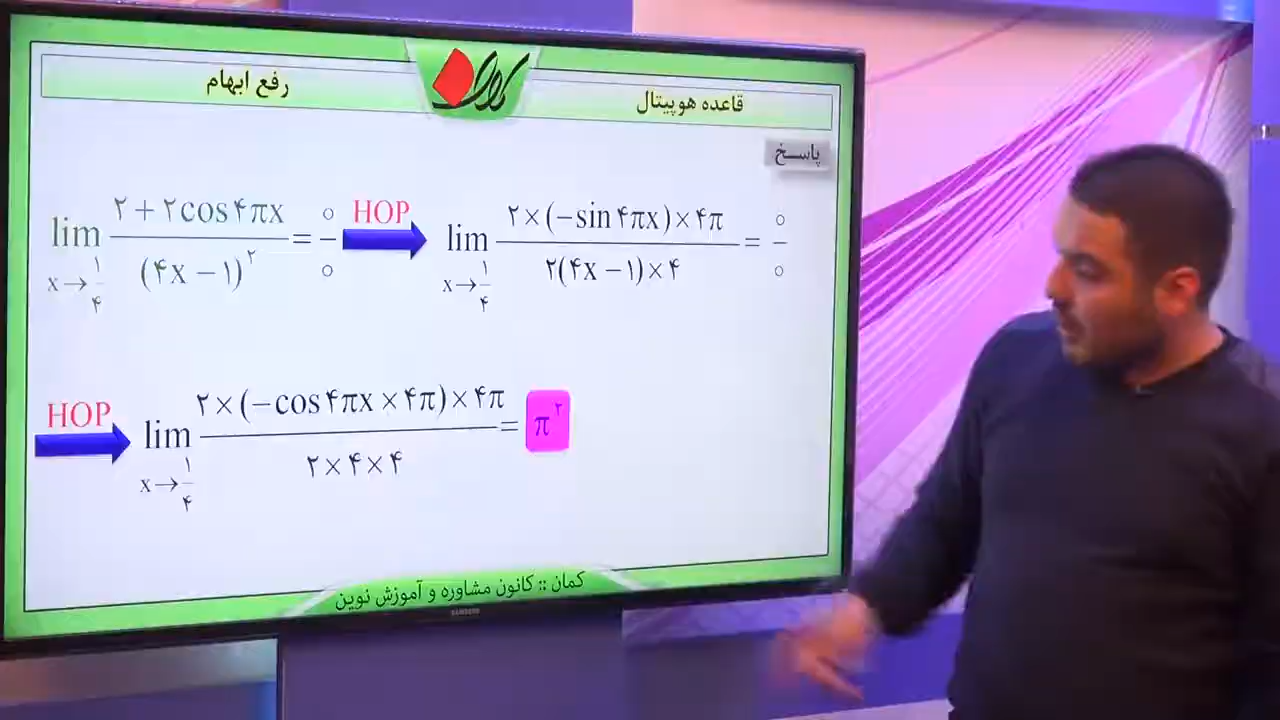 قاعده هوپیتال
رفع ابهام
پاسخ
lim x→۱/۴ (۲+۲cos۴πx)/(۴x−۱)^۲ = ۰/۰ HOP lim x→۱/۴ (۲×(−sin۴πx)×۴π)/(۲(۴x−۱)×۴) = ۰/۰
HOP lim x→۱/۴ (۲×(−cos۴πx×۴π)×۴π)/(۲×۴×۴) = π^۲
کمان :: کانون مشاوره و آموزش نوین
SAMSUNG